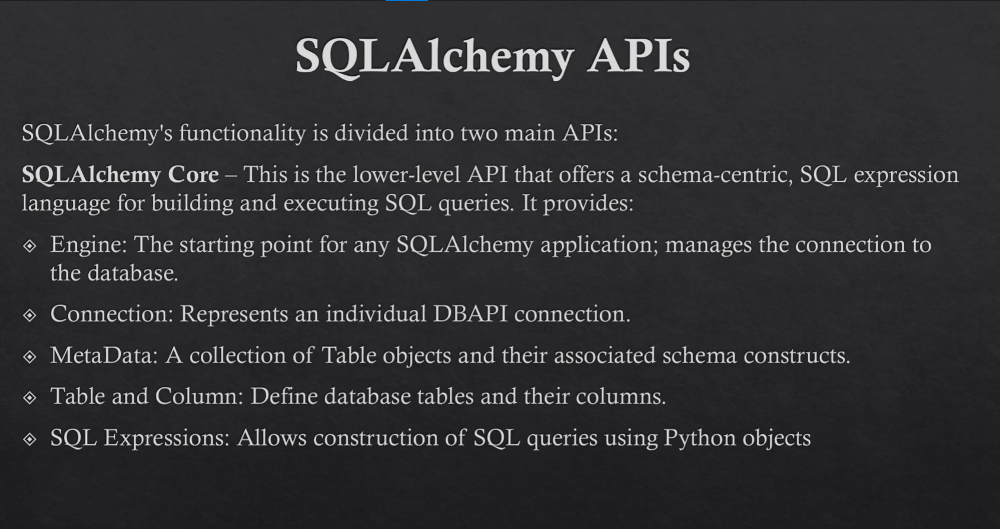 SQLAlchemy APIs
SQLAlchemy's functionality is divided into two main APIs:
SQLAlchemy Core – This is the lower-level API that offers a schema-centric, SQL expression
language for building and executing SQL queries. It provides:
Engine: The starting point for any SQLAlchemy application; manages the connection to
the database.
Connection: Represents an individual DBAPI connection.
MetaData: A collection of Table objects and their associated schema constructs.
Table and Column: Define database tables and their columns.
SQL Expressions: Allows construction of SQL queries using Python objects